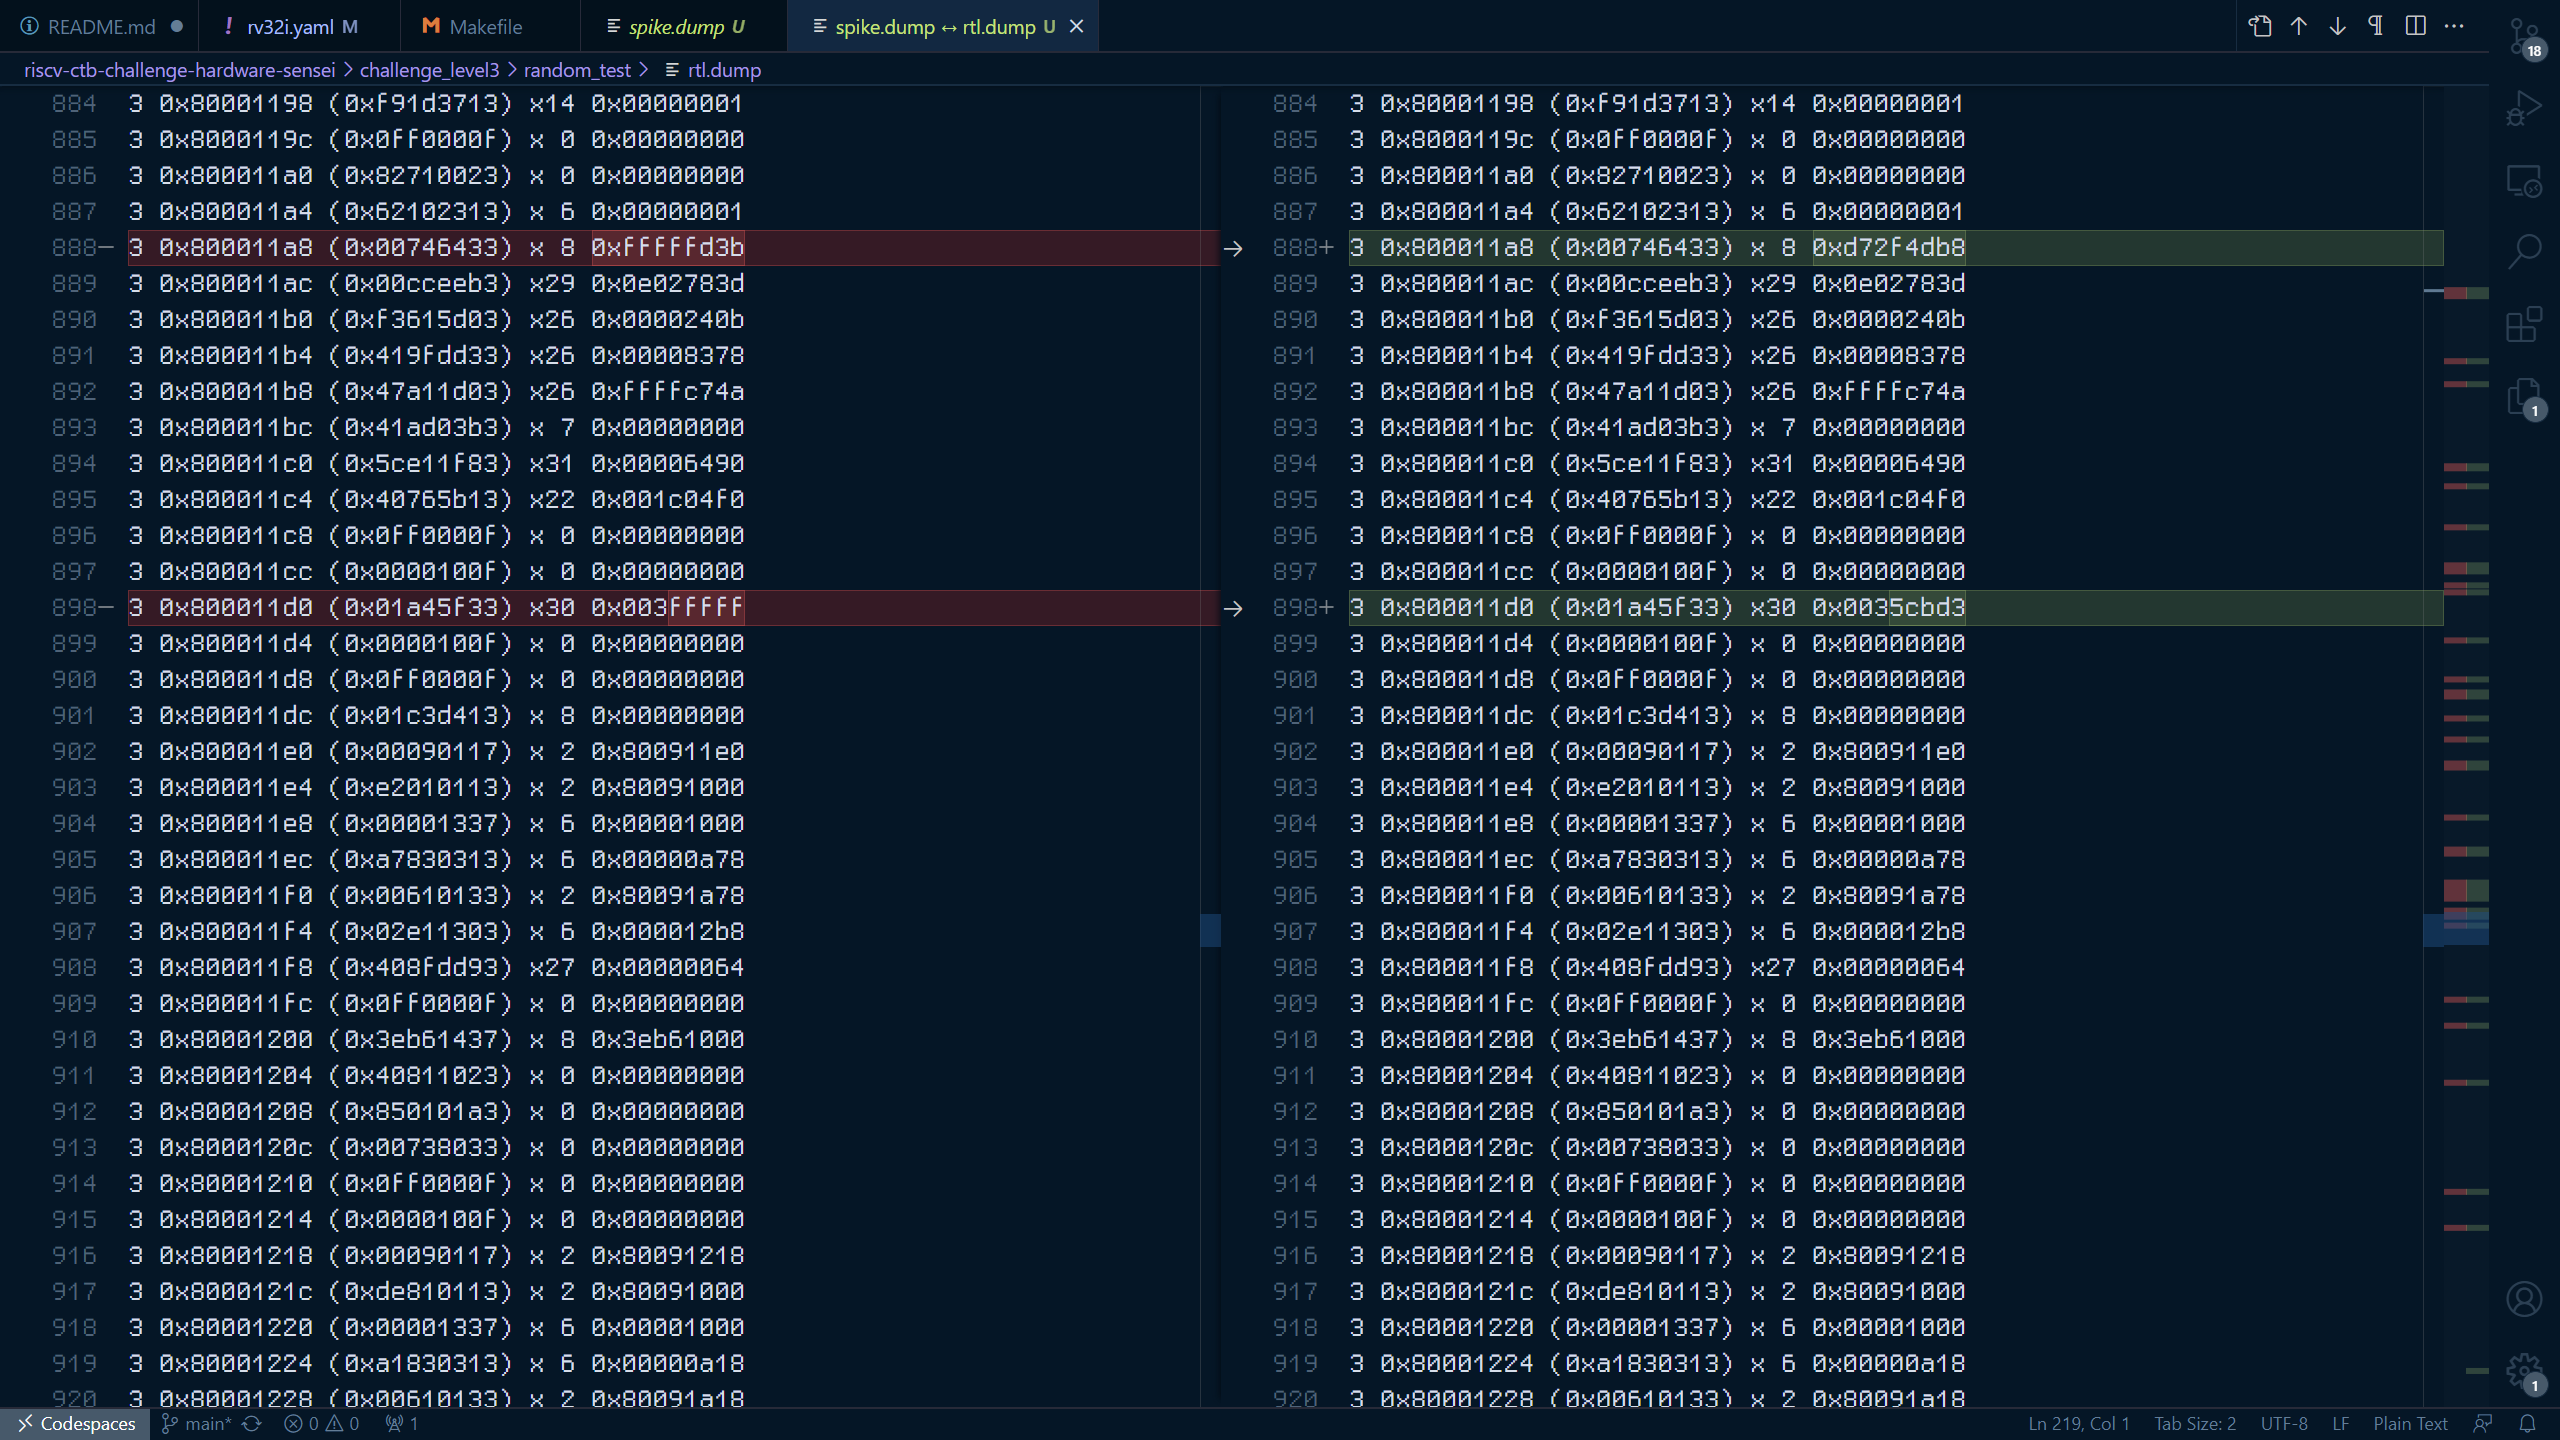 README.md
rv32i.yaml M
Makefile
spike.dump U
spike.dump ↔ rtl.dump U
riscv-ctb-challenge-hardware-sensei > challenge_level3 > random_test > rtl.dump
884 3 0x80001198 (0xf91d3713) x14 0x00000001
885 3 0x8000119c (0x0ff0000f) x 0 0x00000000
886 3 0x800011a0 (0x82710023) x 0 0x00000000
887 3 0x800011a4 (0x62102313) x 6 0x00000001
888− 3 0x800011a8 (0x00746433) x 8 0xfffffd3b
889 3 0x800011ac (0x00cceeb3) x29 0x0e02783d
890 3 0x800011b0 (0xf3615d03) x26 0x0000240b
891 3 0x800011b4 (0x419fdd33) x26 0x00008378
892 3 0x800011b8 (0x47a11d03) x26 0xffffc74a
893 3 0x800011bc (0x41ad03b3) x 7 0x00000000
894 3 0x800011c0 (0x5ce11f83) x31 0x00006490
895 3 0x800011c4 (0x40765b13) x22 0x001c04f0
896 3 0x800011c8 (0x0ff0000f) x 0 0x00000000
897 3 0x800011cc (0x0000100f) x 0 0x00000000
898− 3 0x800011d0 (0x01a45f33) x30 0x003fffff
899 3 0x800011d4 (0x0000100f) x 0 0x00000000
900 3 0x800011d8 (0x0ff0000f) x 0 0x00000000
901 3 0x800011dc (0x01c3d413) x 8 0x00000000
902 3 0x800011e0 (0x00090117) x 2 0x800911e0
903 3 0x800011e4 (0xe2010113) x 2 0x80091000
904 3 0x800011e8 (0x00001337) x 6 0x00001000
905 3 0x800011ec (0xa7830313) x 6 0x00000a78
906 3 0x800011f0 (0x00610133) x 2 0x80091a78
907 3 0x800011f4 (0x02e11303) x 6 0x000012b8
908 3 0x800011f8 (0x408fdd93) x27 0x00000064
909 3 0x800011fc (0x0ff0000f) x 0 0x00000000
910 3 0x80001200 (0x3eb61437) x 8 0x3eb61000
911 3 0x80001204 (0x40811023) x 0 0x00000000
912 3 0x80001208 (0x850101a3) x 0 0x00000000
913 3 0x8000120c (0x00738033) x 0 0x00000000
914 3 0x80001210 (0x0ff0000f) x 0 0x00000000
915 3 0x80001214 (0x0000100f) x 0 0x00000000
916 3 0x80001218 (0x00090117) x 2 0x80091218
917 3 0x8000121c (0xde810113) x 2 0x80091000
918 3 0x80001220 (0x00001337) x 6 0x00001000
919 3 0x80001224 (0xa1830313) x 6 0x00000a18
920 3 0x80001228 (0x00610133) x 2 0x80091a18
884 3 0x80001198 (0xf91d3713) x14 0x00000001
885 3 0x8000119c (0x0ff0000f) x 0 0x00000000
886 3 0x800011a0 (0x82710023) x 0 0x00000000
887 3 0x800011a4 (0x62102313) x 6 0x00000001
888+ 3 0x800011a8 (0x00746433) x 8 0xd72f4db8
889 3 0x800011ac (0x00cceeb3) x29 0x0e02783d
890 3 0x800011b0 (0xf3615d03) x26 0x0000240b
891 3 0x800011b4 (0x419fdd33) x26 0x00008378
892 3 0x800011b8 (0x47a11d03) x26 0xffffc74a
893 3 0x800011bc (0x41ad03b3) x 7 0x00000000
894 3 0x800011c0 (0x5ce11f83) x31 0x00006490
895 3 0x800011c4 (0x40765b13) x22 0x001c04f0
896 3 0x800011c8 (0x0ff0000f) x 0 0x00000000
897 3 0x800011cc (0x0000100f) x 0 0x00000000
898+ 3 0x800011d0 (0x01a45f33) x30 0x0035cbd3
899 3 0x800011d4 (0x0000100f) x 0 0x00000000
900 3 0x800011d8 (0x0ff0000f) x 0 0x00000000
901 3 0x800011dc (0x01c3d413) x 8 0x00000000
902 3 0x800011e0 (0x00090117) x 2 0x800911e0
903 3 0x800011e4 (0xe2010113) x 2 0x80091000
904 3 0x800011e8 (0x00001337) x 6 0x00001000
905 3 0x800011ec (0xa7830313) x 6 0x00000a78
906 3 0x800011f0 (0x00610133) x 2 0x80091a78
907 3 0x800011f4 (0x02e11303) x 6 0x000012b8
908 3 0x800011f8 (0x408fdd93) x27 0x00000064
909 3 0x800011fc (0x0ff0000f) x 0 0x00000000
910 3 0x80001200 (0x3eb61437) x 8 0x3eb61000
911 3 0x80001204 (0x40811023) x 0 0x00000000
912 3 0x80001208 (0x850101a3) x 0 0x00000000
913 3 0x8000120c (0x00738033) x 0 0x00000000
914 3 0x80001210 (0x0ff0000f) x 0 0x00000000
915 3 0x80001214 (0x0000100f) x 0 0x00000000
916 3 0x80001218 (0x00090117) x 2 0x80091218
917 3 0x8000121c (0xde810113) x 2 0x80091000
918 3 0x80001220 (0x00001337) x 6 0x00001000
919 3 0x80001224 (0xa1830313) x 6 0x00000a18
920 3 0x80001228 (0x00610133) x 2 0x80091a18
18
1
1
Codespaces main* 0 0 1
Ln 219, Col 1 Tab Size: 2 UTF-8 LF Plain Text